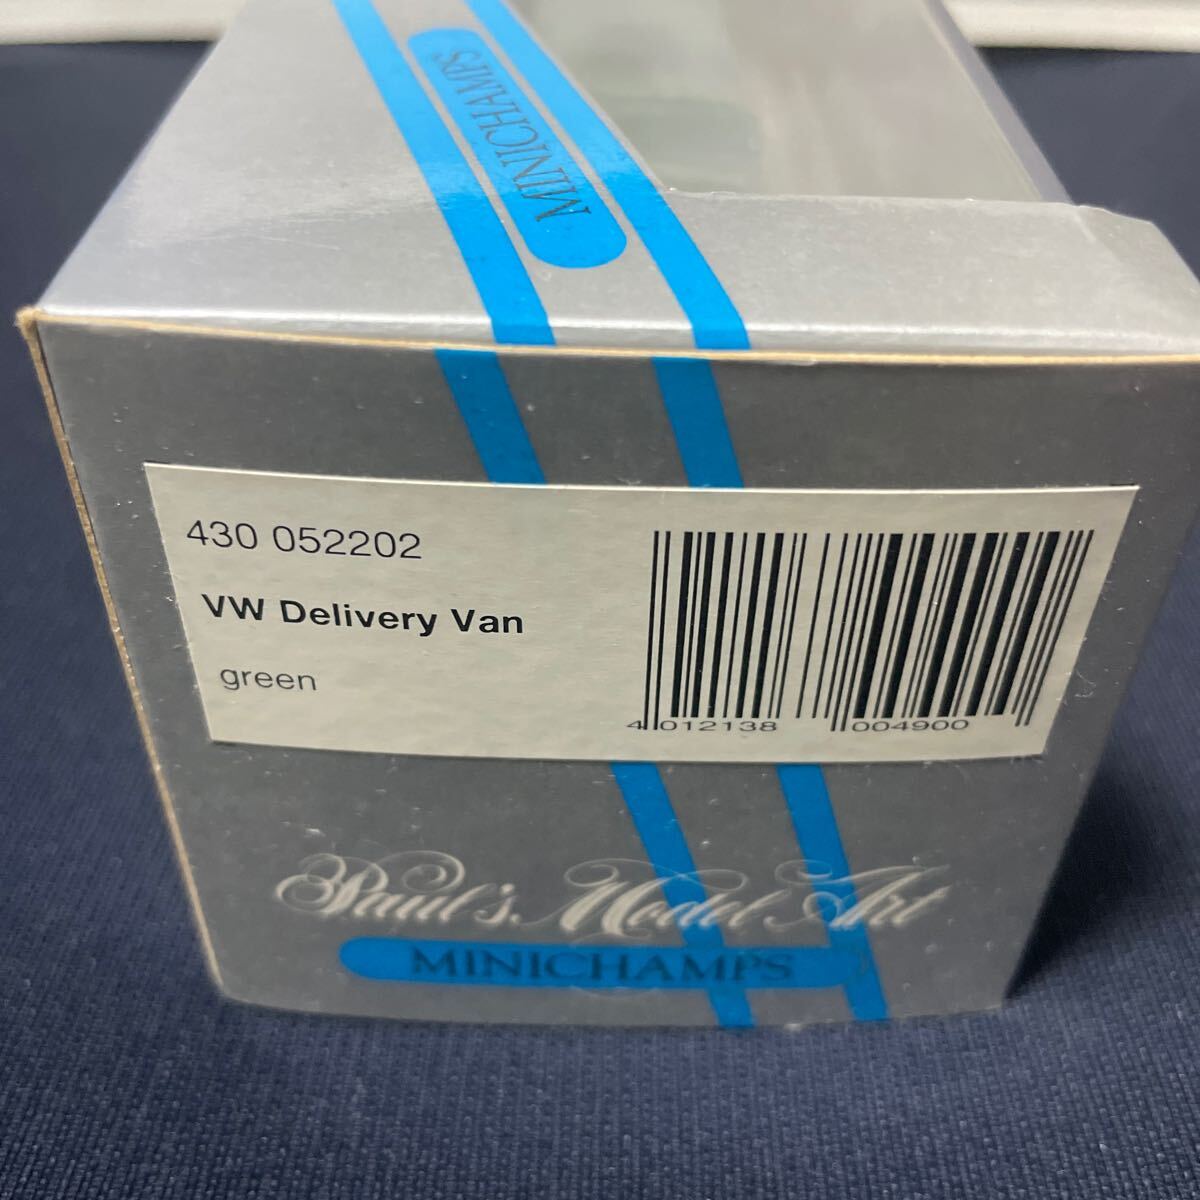 MINICHAMPS
430 052202
VW Delivery Van
green
4 012138 004900
Paul's Model Art
MINICHAMPS